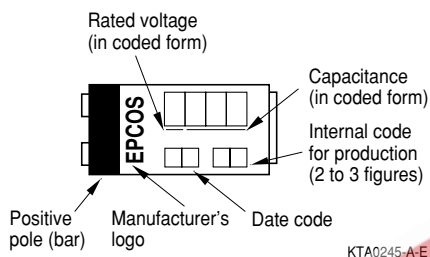 Rated voltage
(in coded form)
Capacitance
(in coded form)
EPCOS
Internal code
for production
(2 to 3 figures)
Positive
pole (bar)
Manufacturer's
logo
Date code
KTA0245-A-E